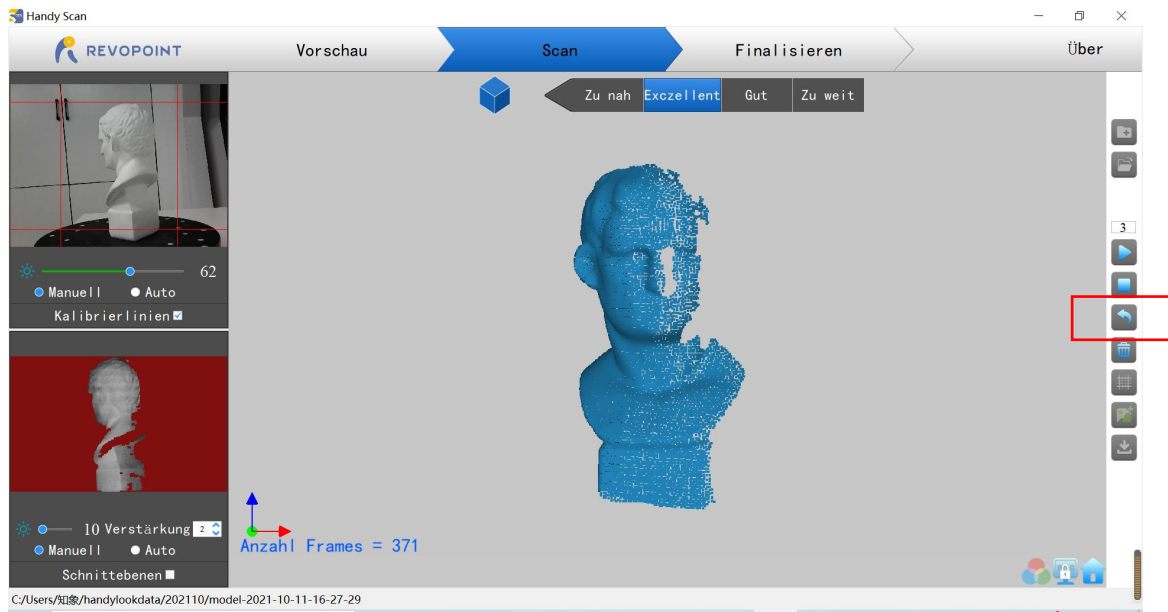 Handy Scan
REVOPOINT
Vorschau
Scan
Finalisieren
Über
Zu nah
Exczellent
Gut
Zu weit
62
Manuell
Auto
Kalibrierlinien
3
10 Verstärkung 2
Manuell
Auto
Schnittebenen
Anzahl Frames = 371
C:/Users/知象/handylookdata/202110/model-2021-10-11-16-27-29